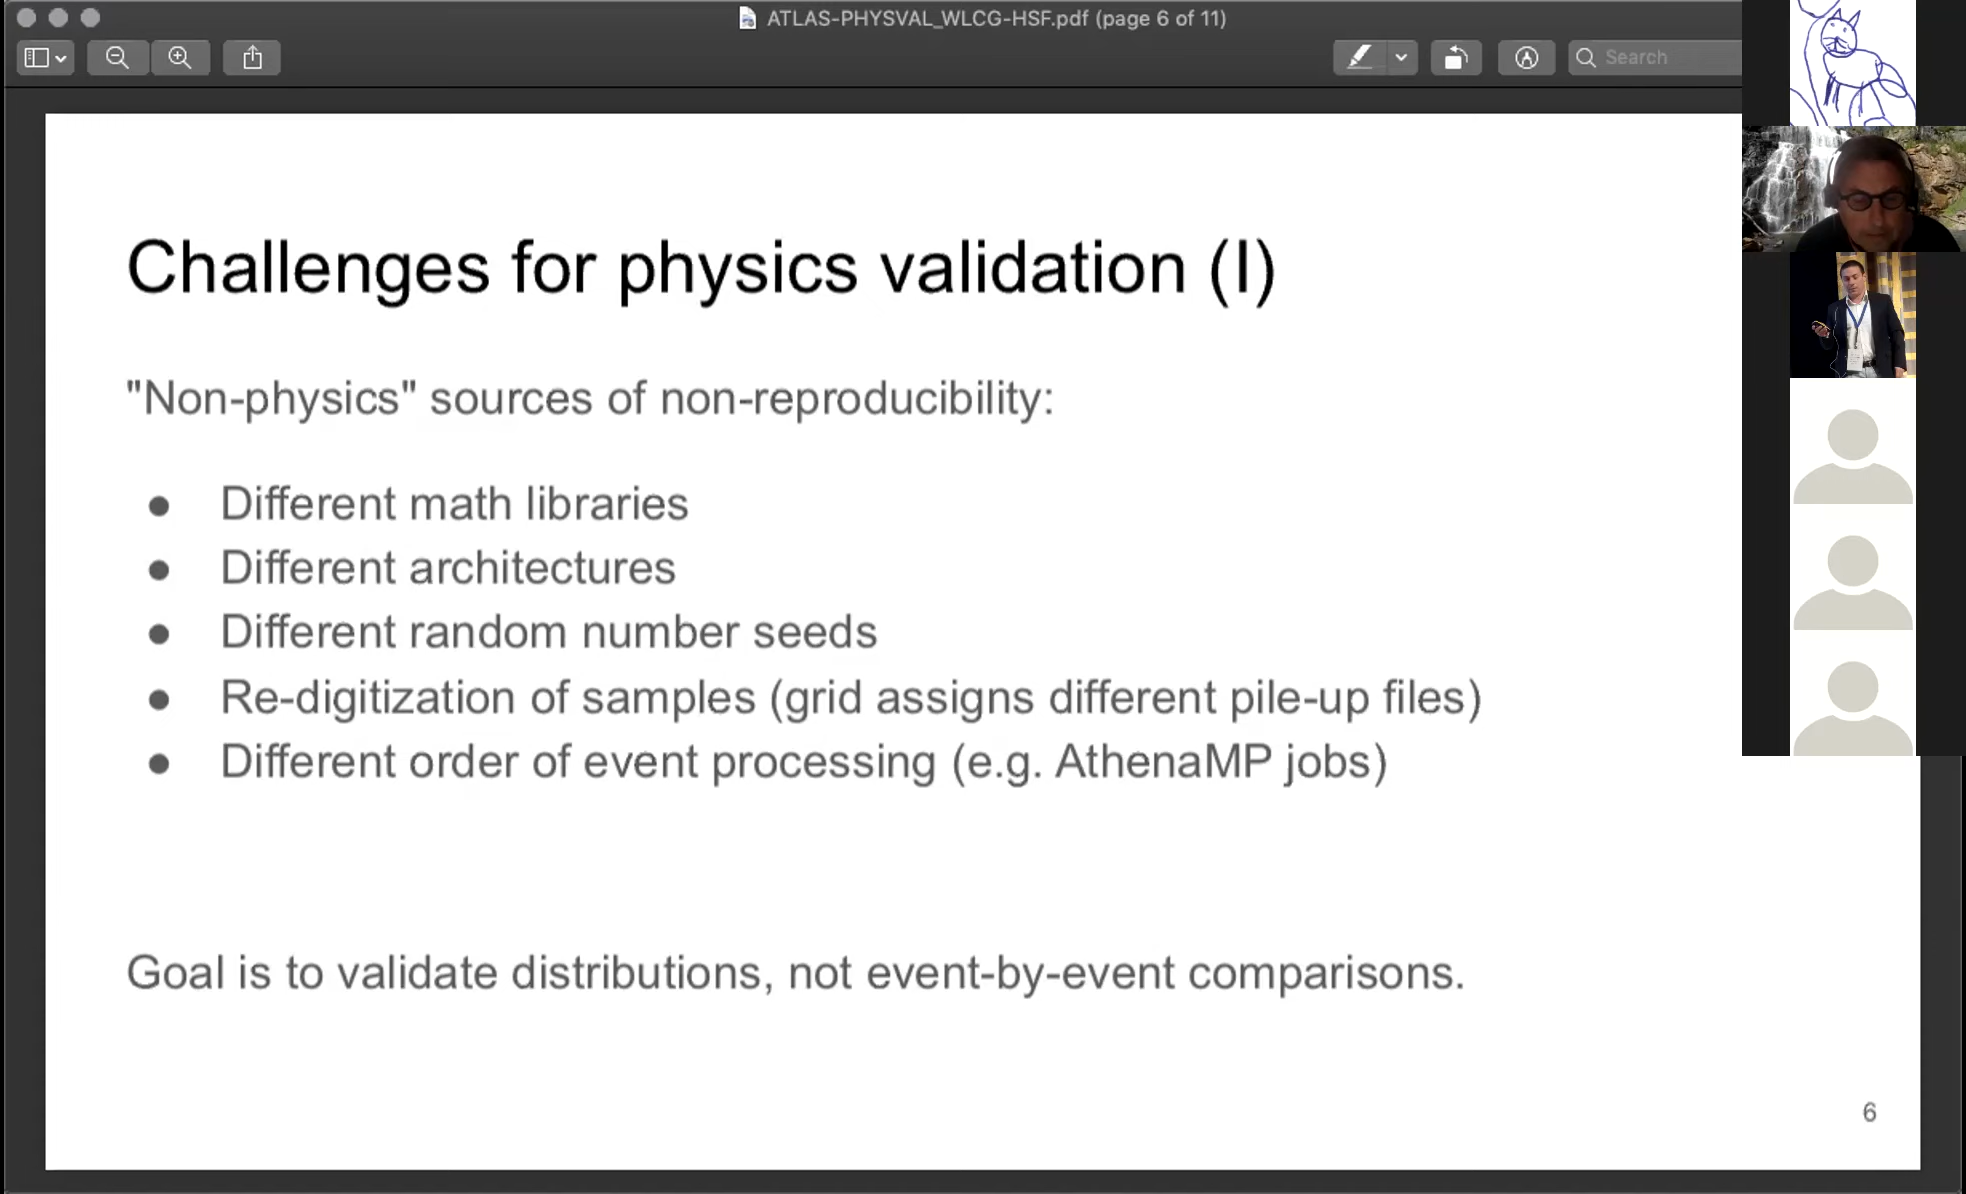 ATLAS-PHYSVAL_WLCG-HSF.pdf (page 6 of 11)
Search
Challenges for physics validation (I)
"Non-physics" sources of non-reproducibility:
● Different math libraries
● Different architectures
● Different random number seeds
● Re-digitization of samples (grid assigns different pile-up files)
● Different order of event processing (e.g. AthenaMP jobs)
Goal is to validate distributions, not event-by-event comparisons.
6